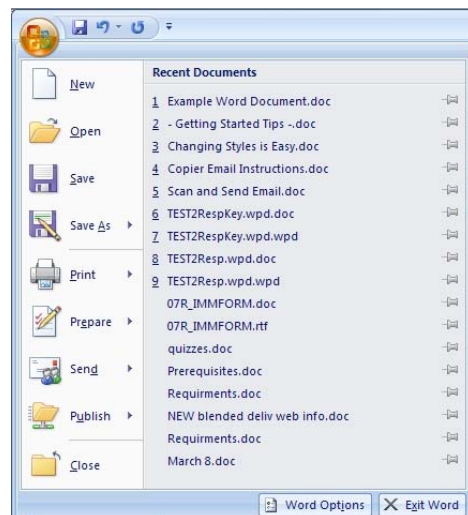 New
Open
Save
Save As
Print
Prepare
Send
Publish
Close
Recent Documents
1 Example Word Document.doc
2 - Getting Started Tips -.doc
3 Changing Styles is Easy.doc
4 Copier Email Instructions.doc
5 Scan and Send Email.doc
6 TEST2RespKey.wpd.doc
7 TEST2RespKey.wpd.wpd
8 TEST2Resp.wpd.doc
9 TEST2Resp.wpd.wpd
07R_IMMFORM.doc
07R_IMMFORM.rtf
quizzes.doc
Prerequisites.doc
Requirments.doc
NEW blended deliv web info.doc
Requirments.doc
March 8.doc
Word Options
Exit Word